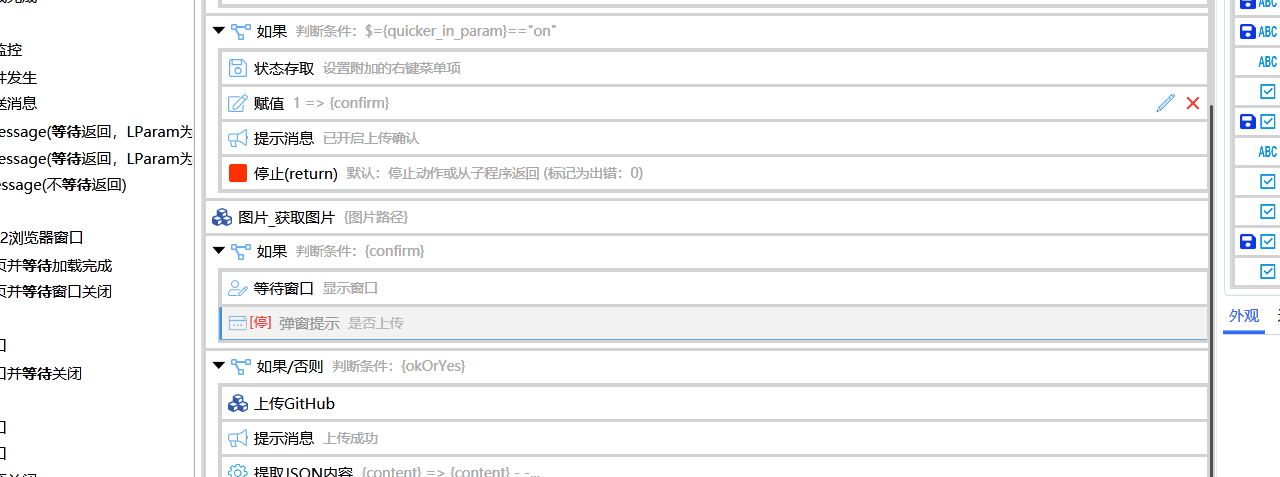 监控
件发生
送消息
essage(等待返回，LParam为
essage(等待返回，LParam为
ssage(不等待返回)
2浏览器窗口
页并等待加载完成
页并等待窗口关闭
口
口并等待关闭
口
口
如果 判断条件：$={quicker_in_param}=="on"
状态存取 设置附加的右键菜单项
赋值 1 => {confirm}
提示消息 已开启上传确认
停止(return) 默认：停止动作或从子程序返回 (标记为出错：0)
图片_获取图片 {图片路径}
如果 判断条件：{confirm}
等待窗口 显示窗口
[停] 弹窗提示 是否上传
如果/否则 判断条件：{okOrYes}
上传GitHub
提示消息 上传成功
提取JSON内容 {content} => {content} - -...
ABC
ABC
ABC
ABC
外观